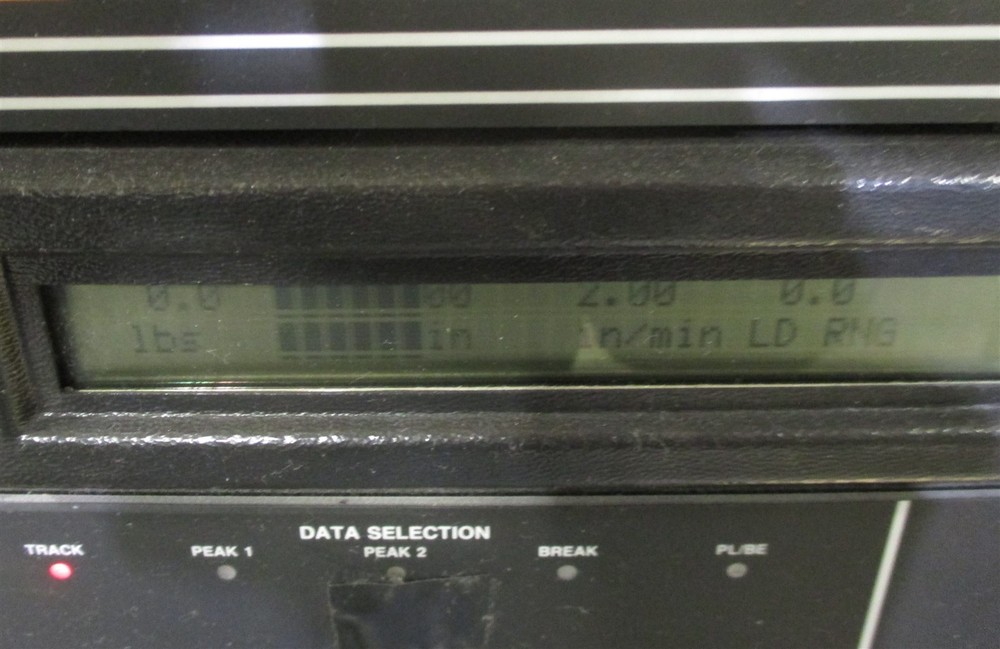 0.0 00 2.00 0.0
lbs in in/min LD RNG
DATA SELECTION
TRACK PEAK 1 PEAK 2 BREAK PL/BE